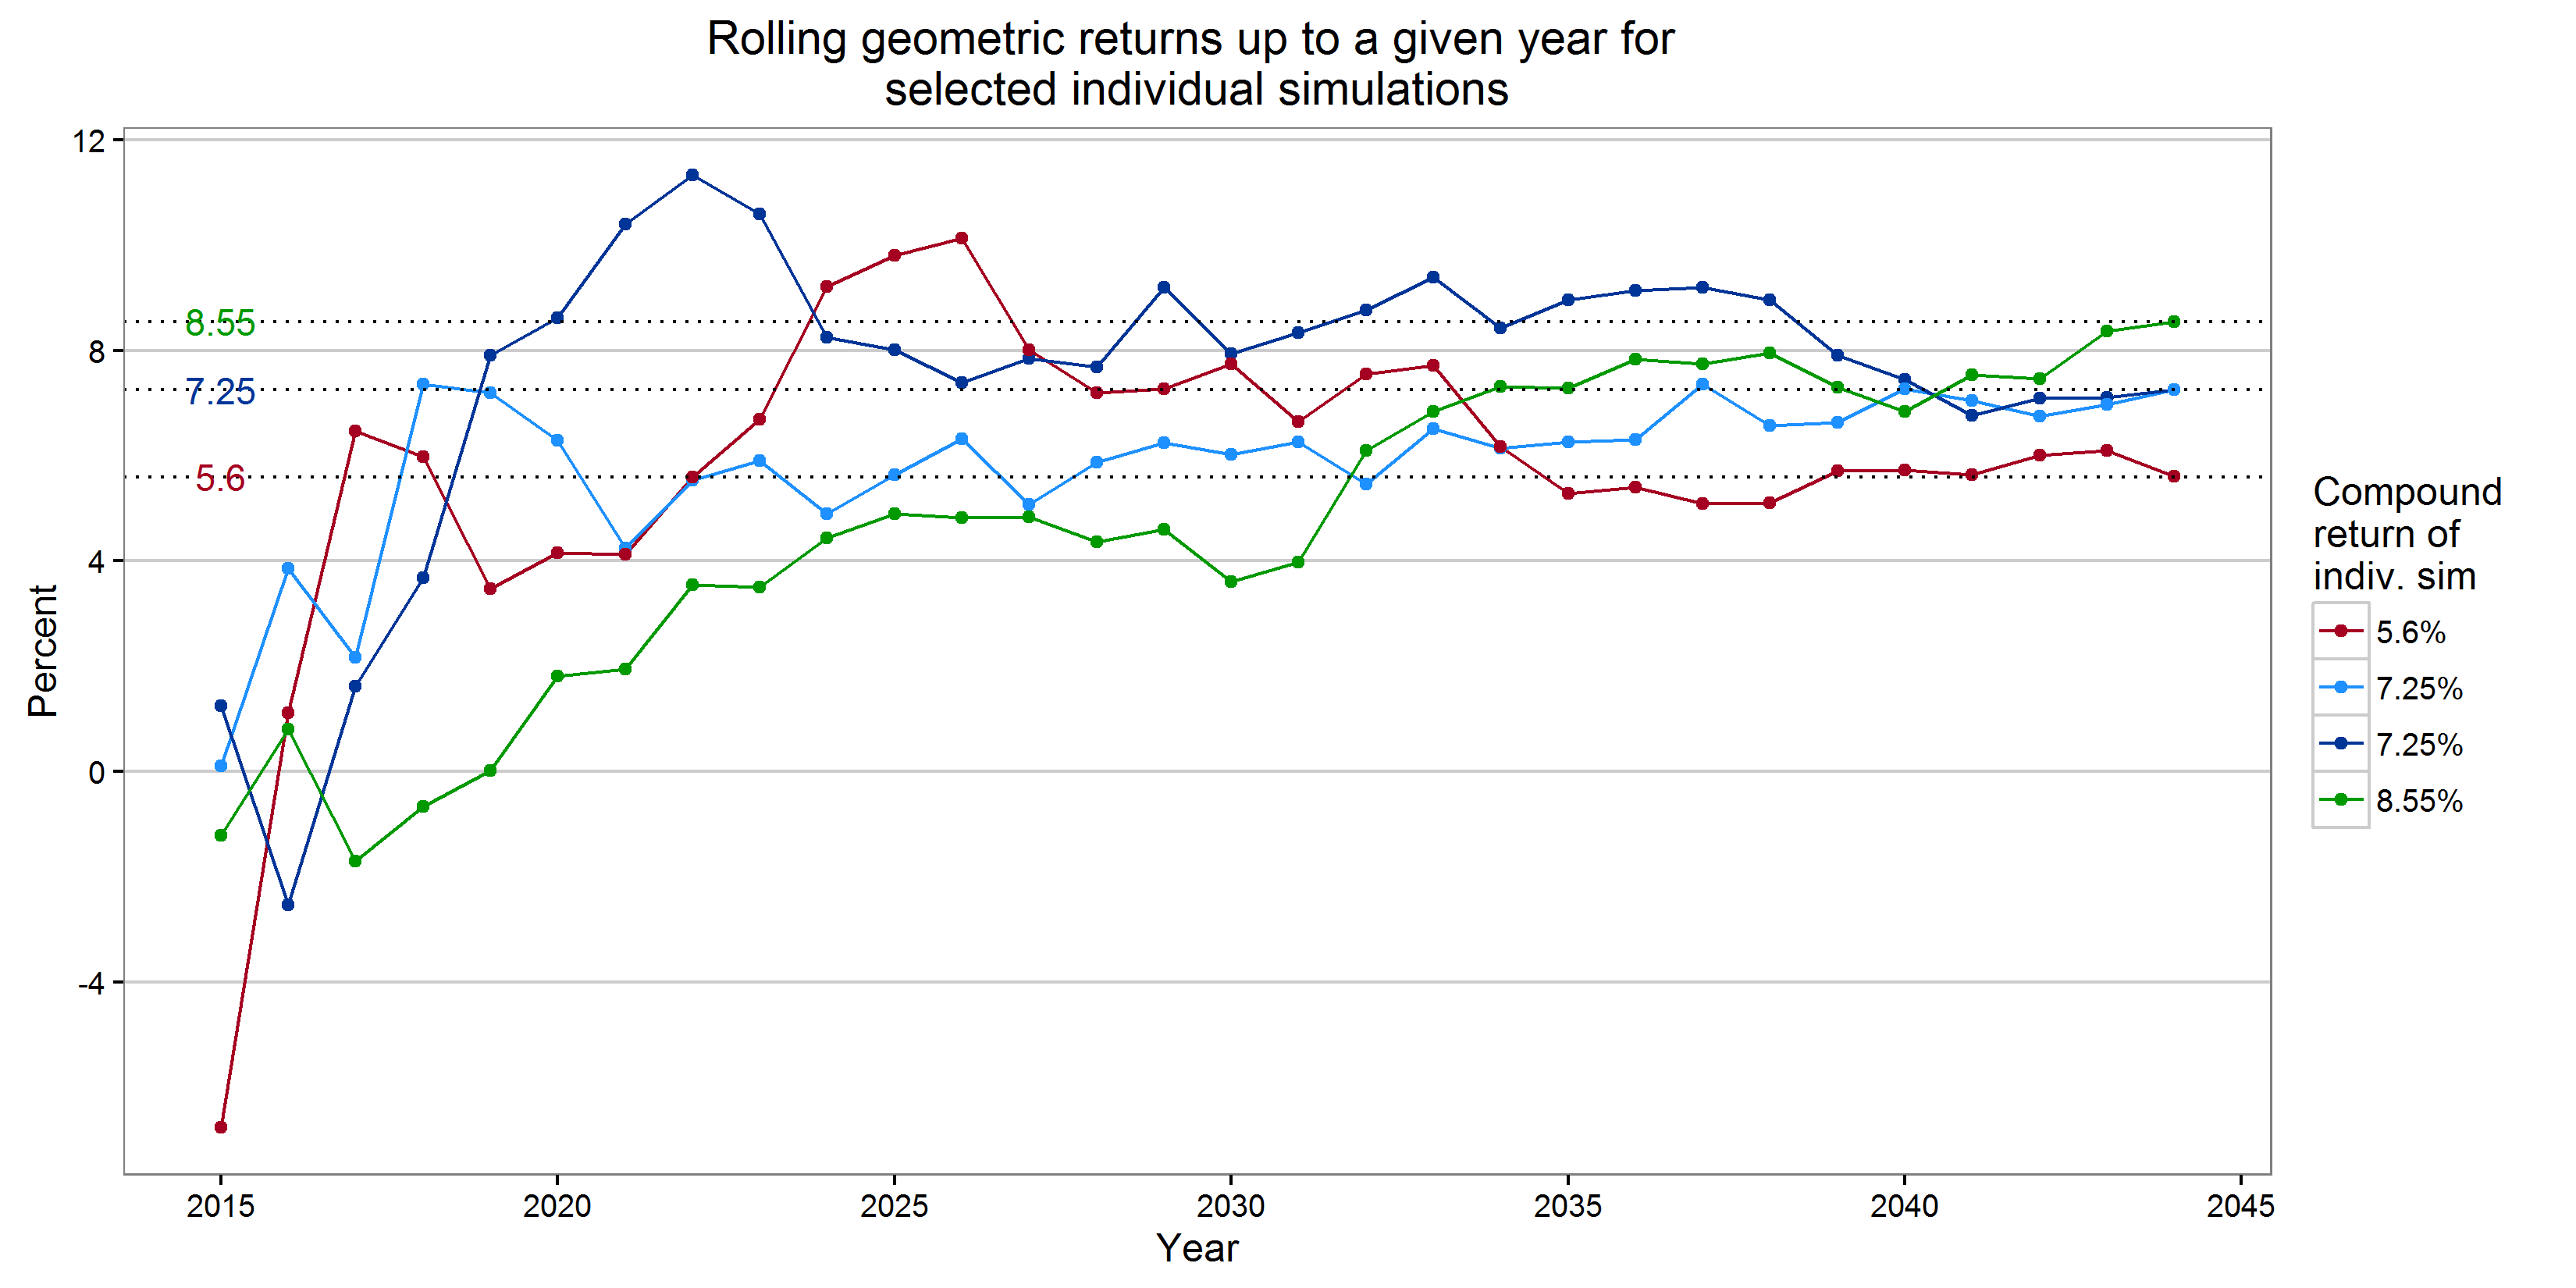 Rolling geometric returns up to a given year for
selected individual simulations
12
8
4
0
-4
Percent
8.55
7.25
5.6
2015
2020
2025
2030
2035
2040
2045
Year
Compound
return of
indiv. sim
5.6%
7.25%
7.25%
8.55%